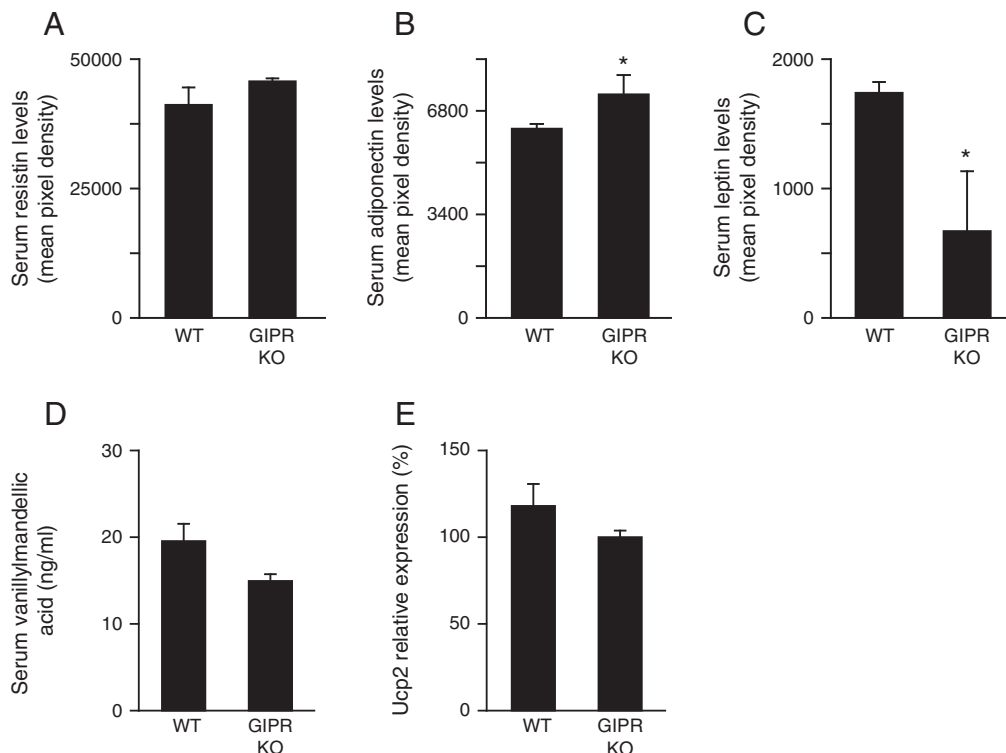 A
Serum resistin levels
(mean pixel density)
50000
25000
0
WT
GIPR
KO
B
Serum adiponectin levels
(mean pixel density)
6800
3400
0
*
WT
GIPR
KO
C
Serum leptin levels
(mean pixel density)
2000
1000
0
*
WT
GIPR
KO
D
Serum vanillylmandellic
acid (ng/ml)
30
20
10
0
WT
GIPR
KO
E
Ucp2 relative expression (%)
150
100
50
0
WT
GIPR
KO